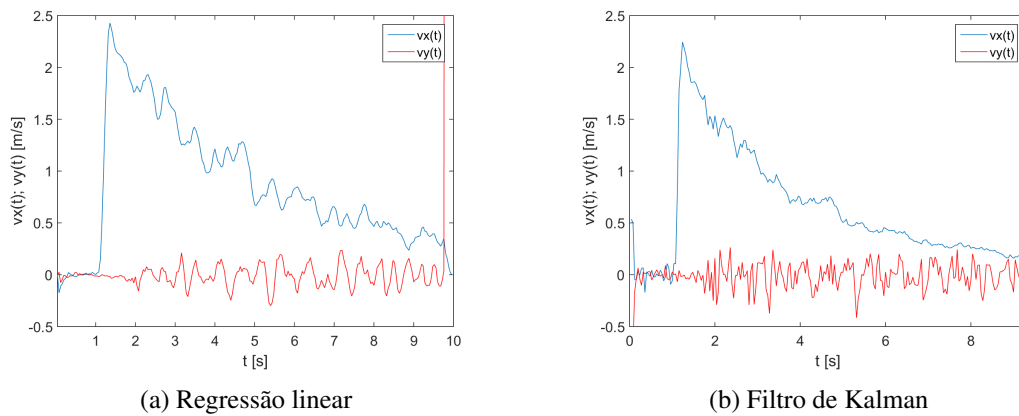 2.5
2
1.5
1
0.5
0
-0.5
vx(t); vy(t) [m/s]
vx(t)
vy(t)
1 2 3 4 5 6 7 8 9 10
t [s]
(a) Regressão linear
2.5
2
1.5
1
0.5
0
-0.5
vx(t); vy(t) [m/s]
vx(t)
vy(t)
0 2 4 6 8
t [s]
(b) Filtro de Kalman